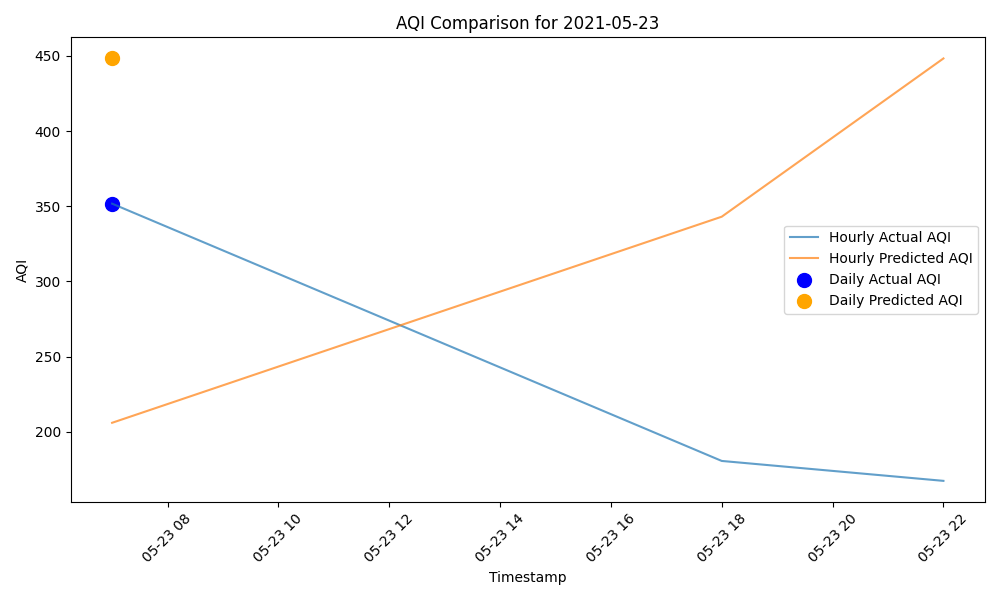 AQI Comparison for 2021-05-23
AQI
450
400
350
300
250
200
Hourly Actual AQI
Hourly Predicted AQI
Daily Actual AQI
Daily Predicted AQI
05-23 08
05-23 10
05-23 12
05-23 14
05-23 16
05-23 18
05-23 20
05-23 22
Timestamp